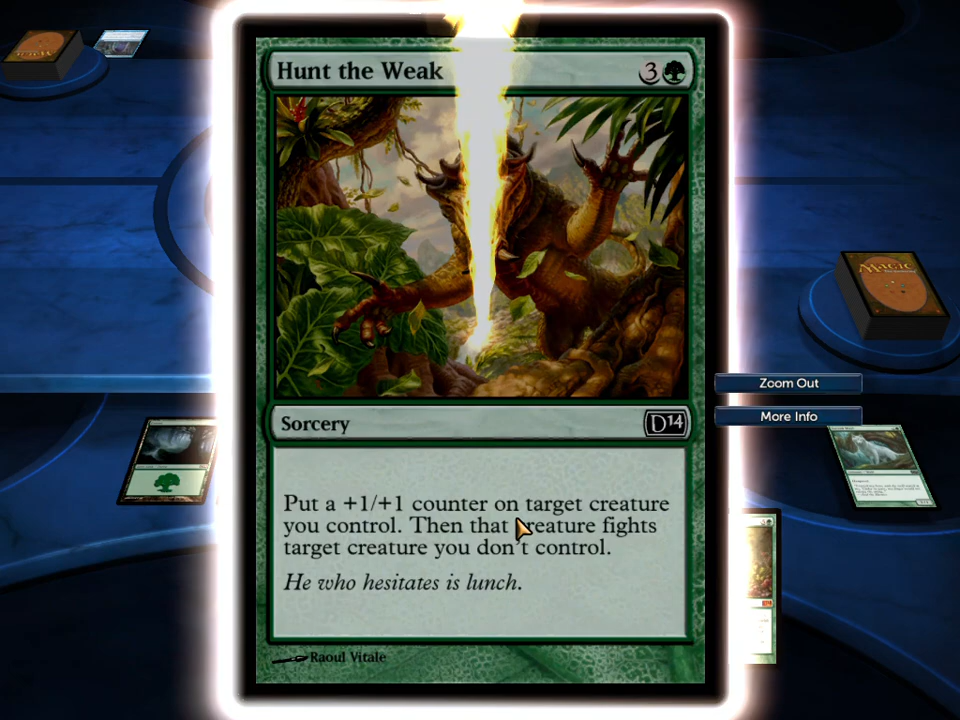 Hunt the Weak
3
Sorcery
D14
Put a +1/+1 counter on target creature
you control. Then that creature fights
target creature you don't control.
He who hesitates is lunch.
Raoul Vitale
Magic
Zoom Out
More Info